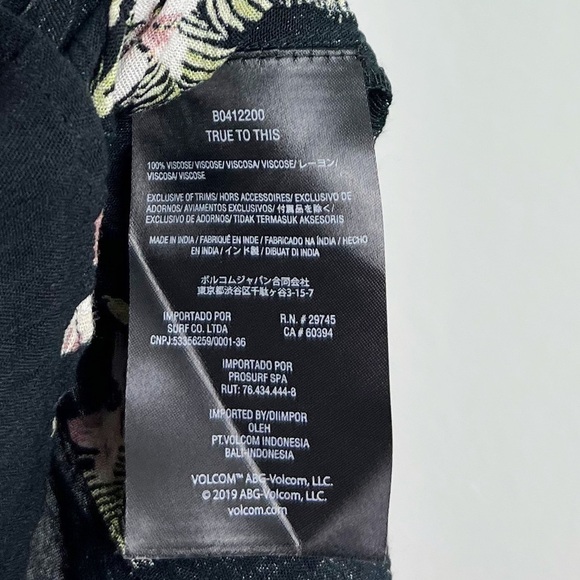 B0412200
TRUE TO THIS
100% VISCOSE/ VISCOSE/ VISCOSA/ VISCOSE/ レーヨン/
VISCOSA/ VISCOSE
EXCLUSIVE OF TRIMS/ HORS ACCESSOIRES/ EXCLUSIVO DE
ADORNOS/ AVIAMENTOS EXCLUSIVOS/ 付属品を除く/
EXCLUSIVO DE ADORNOS/ TIDAK TERMASUK AKSESORIS
MADE IN INDIA / FABRIQUÉ EN INDE / FABRICADO NA ÍNDIA / HECHO
EN INDIA / インド製 / DIBUAT DI INDIA
ボルコムジャパン合同会社
東京都渋谷区千駄ヶ谷3-15-7
IMPORTADO POR
SURF CO. LTDA
CNPJ:53356259/0001-36
R.N. # 29745
CA # 60394
IMPORTADO POR
PROSURF SPA
RUT: 76.434.444-8
IMPORTED BY/DIIMPOR
OLEH
PT.VOLCOM INDONESIA
BALI-INDONESIA
VOLCOM™ ABG-Volcom, LLC.
© 2019 ABG-Volcom, LLC.
volcom.com